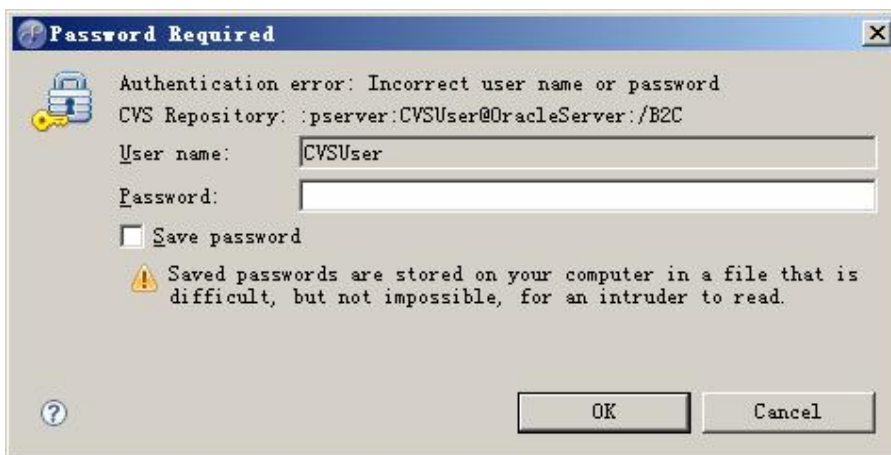 Password Required
Authentication error: Incorrect user name or password
CVS Repository: :pserver:CVSUser@OracleServer:/B2C
User name: CVSUser
Password:
Save password
Saved passwords are stored on your computer in a file that is
difficult, but not impossible, for an intruder to read.
?
OK Cancel